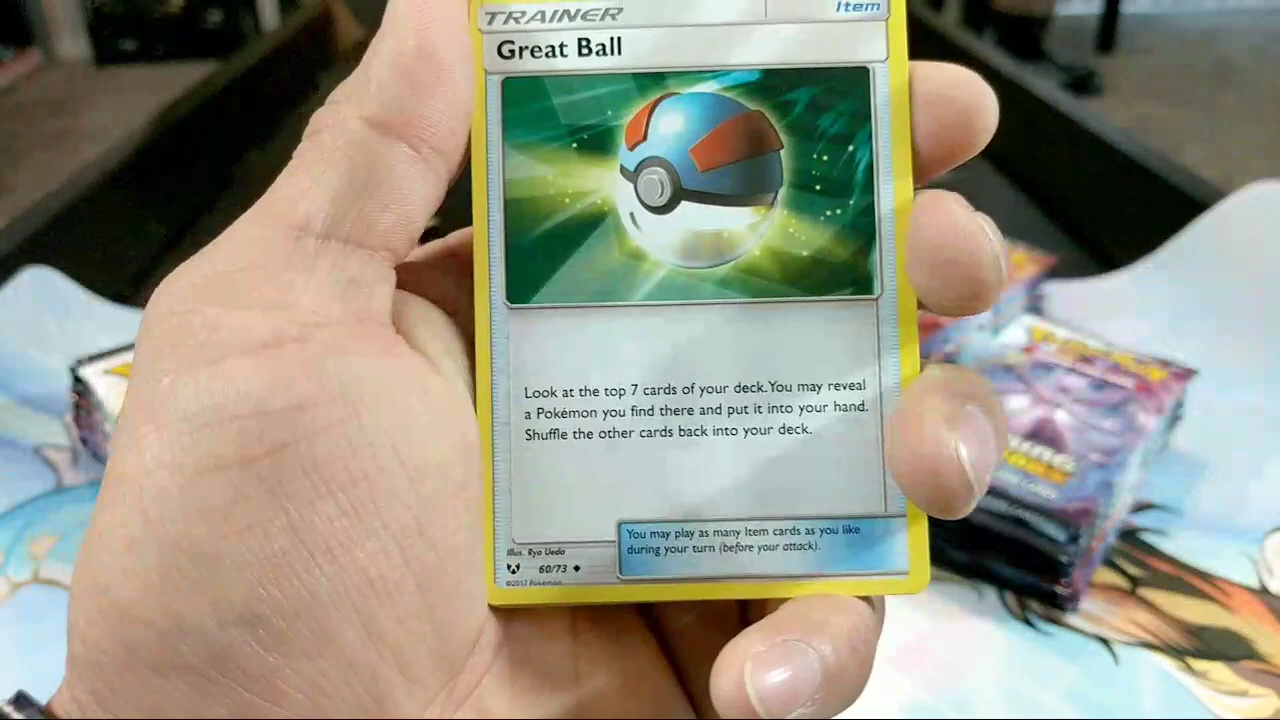 TRAINER
Item
Great Ball
Look at the top 7 cards of your deck. You may reveal
a Pokémon you find there and put it into your hand.
Shuffle the other cards back into your deck.
You may play as many Item cards as you like
during your turn (before your attack).
Illus. Ryo Ueda
60/73
©2017 Pokémon